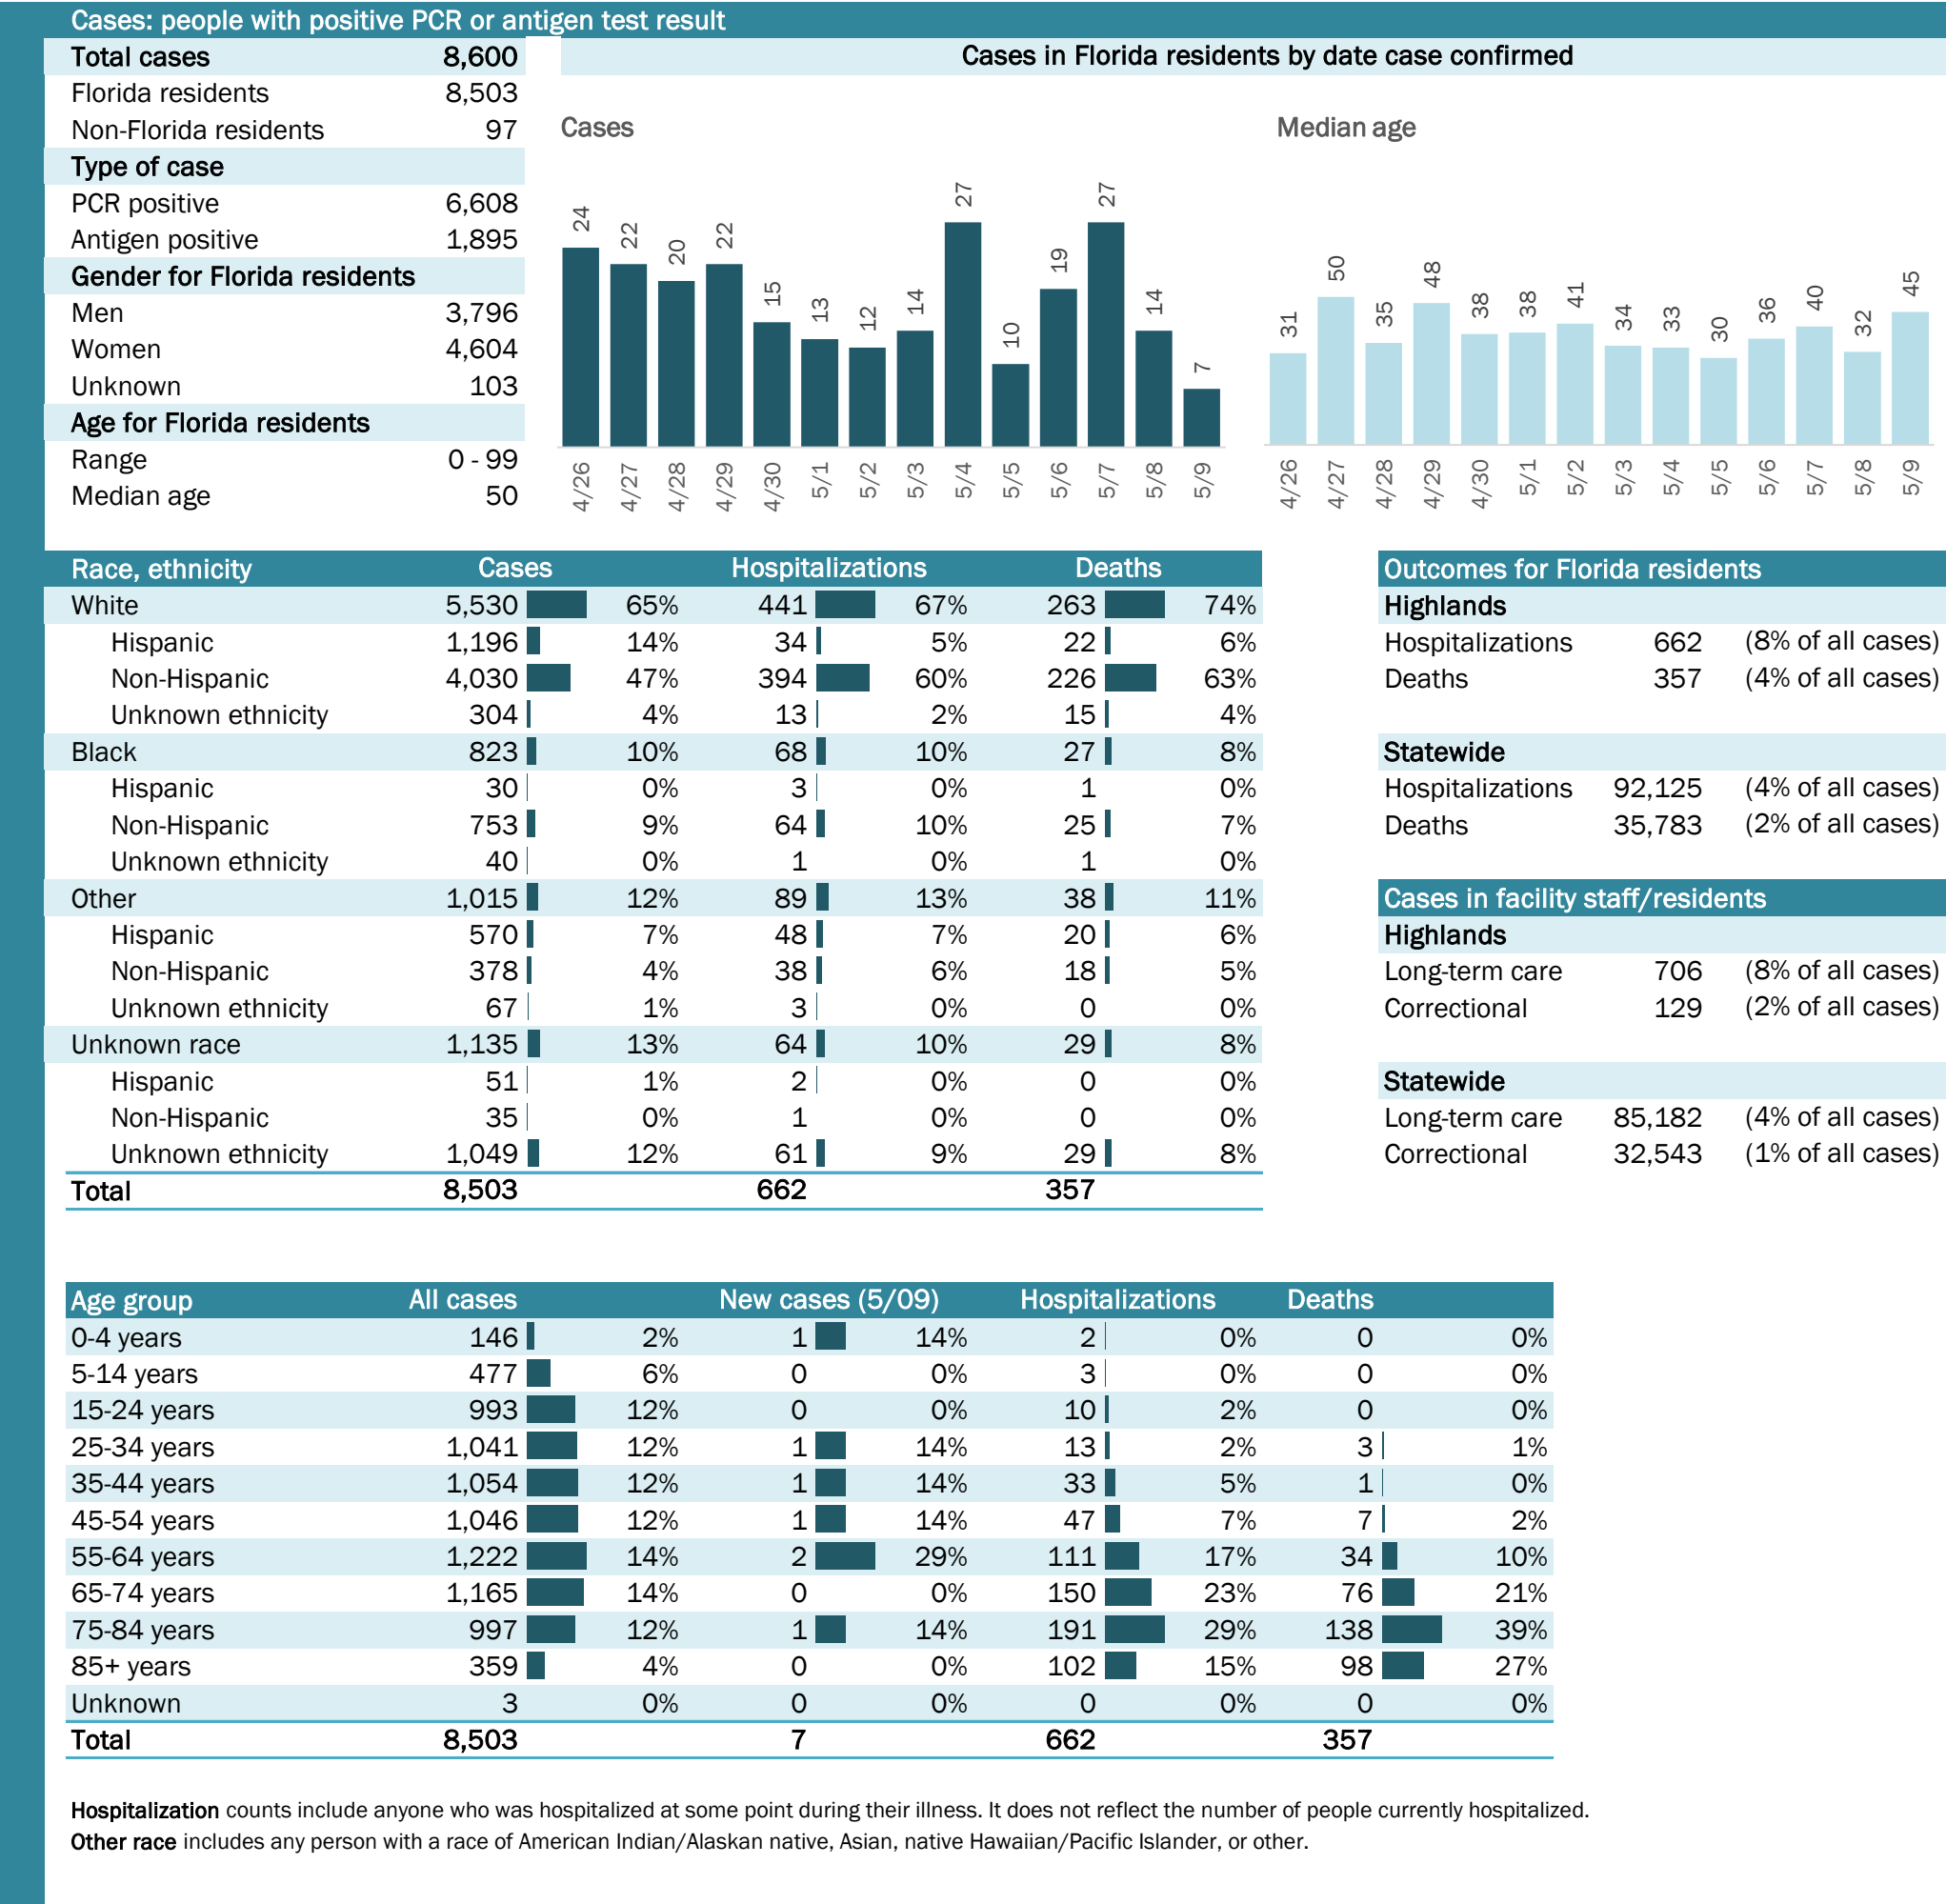 Cases: people with positive PCR or antigen test result
Total cases 8,600
Florida residents 8,503
Non-Florida residents 97
Type of case
PCR positive 6,608
Antigen positive 1,895
Gender for Florida residents
Men 3,796
Women 4,604
Unknown 103
Age for Florida residents
Range 0 - 99
Median age 50
Cases in Florida residents by date case confirmed
Cases
24 22 20 22 15 13 12 14 27 10 19 27 14 7
4/26 4/27 4/28 4/29 4/30 5/1 5/2 5/3 5/4 5/5 5/6 5/7 5/8 5/9
Median age
31 50 35 48 38 38 41 34 33 30 36 40 32 45
4/26 4/27 4/28 4/29 4/30 5/1 5/2 5/3 5/4 5/5 5/6 5/7 5/8 5/9
Race, ethnicity Cases Hospitalizations Deaths
White 5,530 65% 441 67% 263 74%
Hispanic 1,196 14% 34 5% 22 6%
Non-Hispanic 4,030 47% 394 60% 226 63%
Unknown ethnicity 304 4% 13 2% 15 4%
Black 823 10% 68 10% 27 8%
Hispanic 30 0% 3 0% 1 0%
Non-Hispanic 753 9% 64 10% 25 7%
Unknown ethnicity 40 0% 1 0% 1 0%
Other 1,015 12% 89 13% 38 11%
Hispanic 570 7% 48 7% 20 6%
Non-Hispanic 378 4% 38 6% 18 5%
Unknown ethnicity 67 1% 3 0% 0 0%
Unknown race 1,135 13% 64 10% 29 8%
Hispanic 51 1% 2 0% 0 0%
Non-Hispanic 35 0% 1 0% 0 0%
Unknown ethnicity 1,049 12% 61 9% 29 8%
Total 8,503 662 357
Outcomes for Florida residents
Highlands
Hospitalizations 662 (8% of all cases)
Deaths 357 (4% of all cases)
Statewide
Hospitalizations 92,125 (4% of all cases)
Deaths 35,783 (2% of all cases)
Cases in facility staff/residents
Highlands
Long-term care 706 (8% of all cases)
Correctional 129 (2% of all cases)
Statewide
Long-term care 85,182 (4% of all cases)
Correctional 32,543 (1% of all cases)
Age group All cases New cases (5/09) Hospitalizations Deaths
0-4 years 146 2% 1 14% 2 0% 0 0%
5-14 years 477 6% 0 0% 3 0% 0 0%
15-24 years 993 12% 0 0% 10 2% 0 0%
25-34 years 1,041 12% 1 14% 13 2% 3 1%
35-44 years 1,054 12% 1 14% 33 5% 1 0%
45-54 years 1,046 12% 1 14% 47 7% 7 2%
55-64 years 1,222 14% 2 29% 111 17% 34 10%
65-74 years 1,165 14% 0 0% 150 23% 76 21%
75-84 years 997 12% 1 14% 191 29% 138 39%
85+ years 359 4% 0 0% 102 15% 98 27%
Unknown 3 0% 0 0% 0 0% 0 0%
Total 8,503 7 662 357
Hospitalization counts include anyone who was hospitalized at some point during their illness. It does not reflect the number of people currently hospitalized.
Other race includes any person with a race of American Indian/Alaskan native, Asian, native Hawaiian/Pacific Islander, or other.